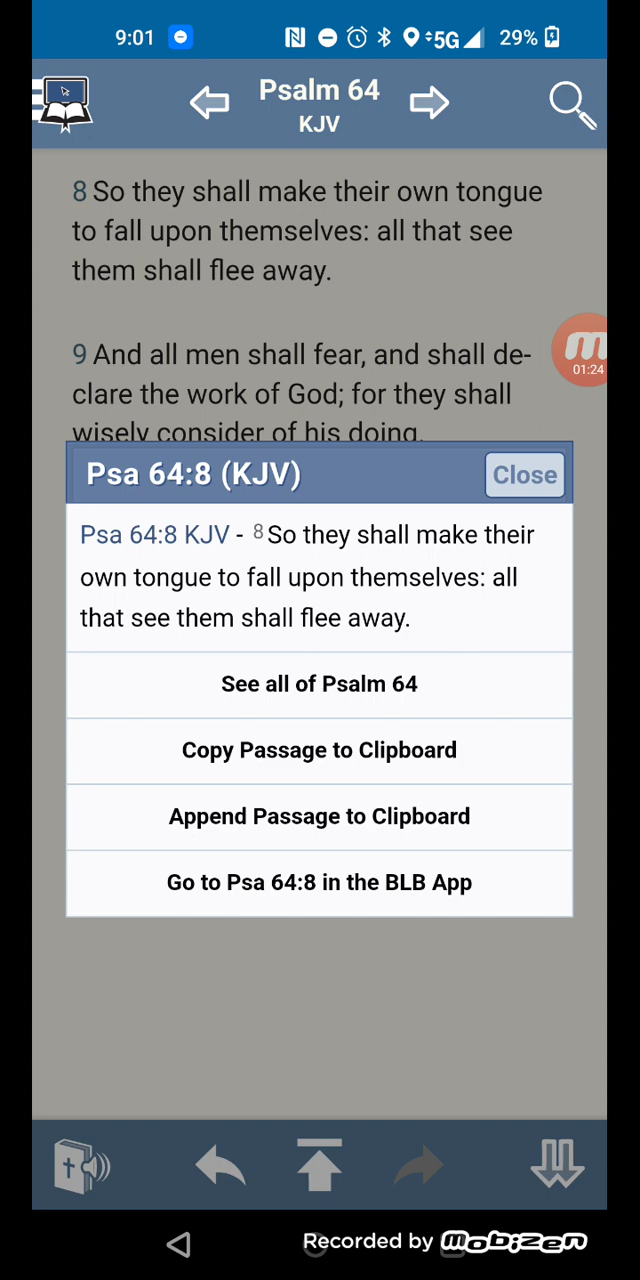 9:01
5G
29%
Psalm 64
KJV
8 So they shall make their own tongue
to fall upon themselves: all that see
them shall flee away.
01:24
9 And all men shall fear, and shall de-
clare the work of God; for they shall
wisely consider of his doing.
Psa 64:8 (KJV)
Close
Psa 64:8 KJV - 8 So they shall make their
own tongue to fall upon themselves: all
that see them shall flee away.
See all of Psalm 64
Copy Passage to Clipboard
Append Passage to Clipboard
Go to Psa 64:8 in the BLB App
Recorded by mobizen